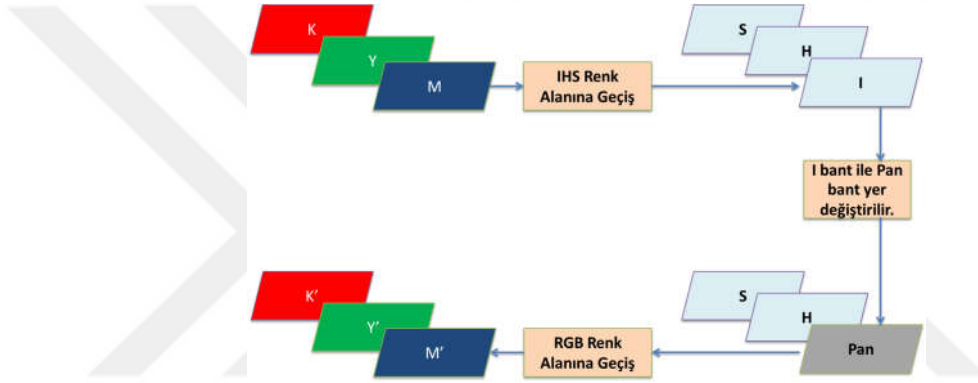 K
Y
M
IHS Renk
Alanına Geçiş
S
H
I
I bant ile Pan
bant yer
değiştirilir.
S
H
Pan
RGB Renk
Alanına Geçiş
K'
Y'
M'